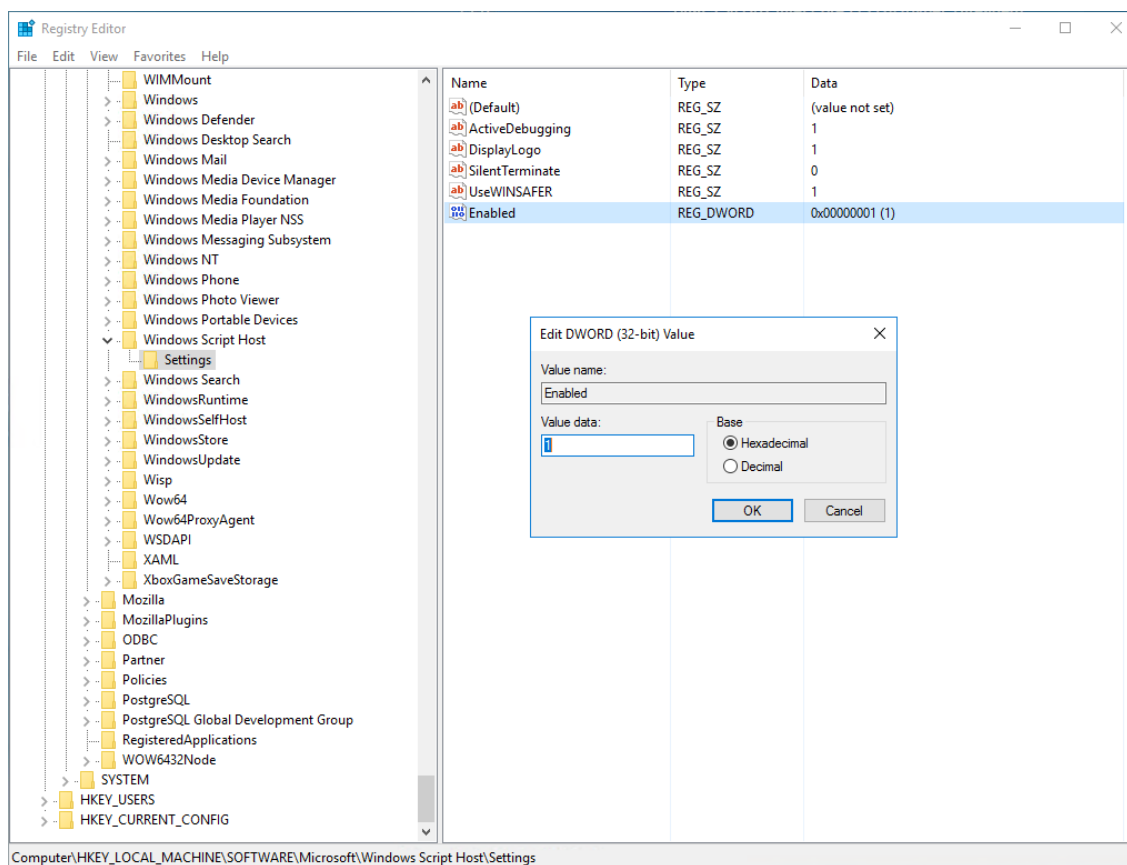 Registry Editor
File Edit View Favorites Help
WIMMount
Windows
Windows Defender
Windows Desktop Search
Windows Mail
Windows Media Device Manager
Windows Media Foundation
Windows Media Player NSS
Windows Messaging Subsystem
Windows NT
Windows Phone
Windows Photo Viewer
Windows Portable Devices
Windows Script Host
Settings
Windows Search
WindowsRuntime
WindowsSelfHost
WindowsStore
WindowsUpdate
Wisp
Wow64
Wow64ProxyAgent
WSDAPI
XAML
XboxGameSaveStorage
Mozilla
MozillaPlugins
ODBC
Partner
Policies
PostgreSQL
PostgreSQL Global Development Group
RegisteredApplications
WOW6432Node
SYSTEM
HKEY_USERS
HKEY_CURRENT_CONFIG
Name Type Data
(Default) REG_SZ (value not set)
ActiveDebugging REG_SZ 1
DisplayLogo REG_SZ 1
SilentTerminate REG_SZ 0
UseWINSAFER REG_SZ 1
Enabled REG_DWORD 0x00000001 (1)
Edit DWORD (32-bit) Value
Value name:
Enabled
Value data: Base
1 Hexadecimal
Decimal
OK Cancel
Computer\HKEY_LOCAL_MACHINE\SOFTWARE\Microsoft\Windows Script Host\Settings